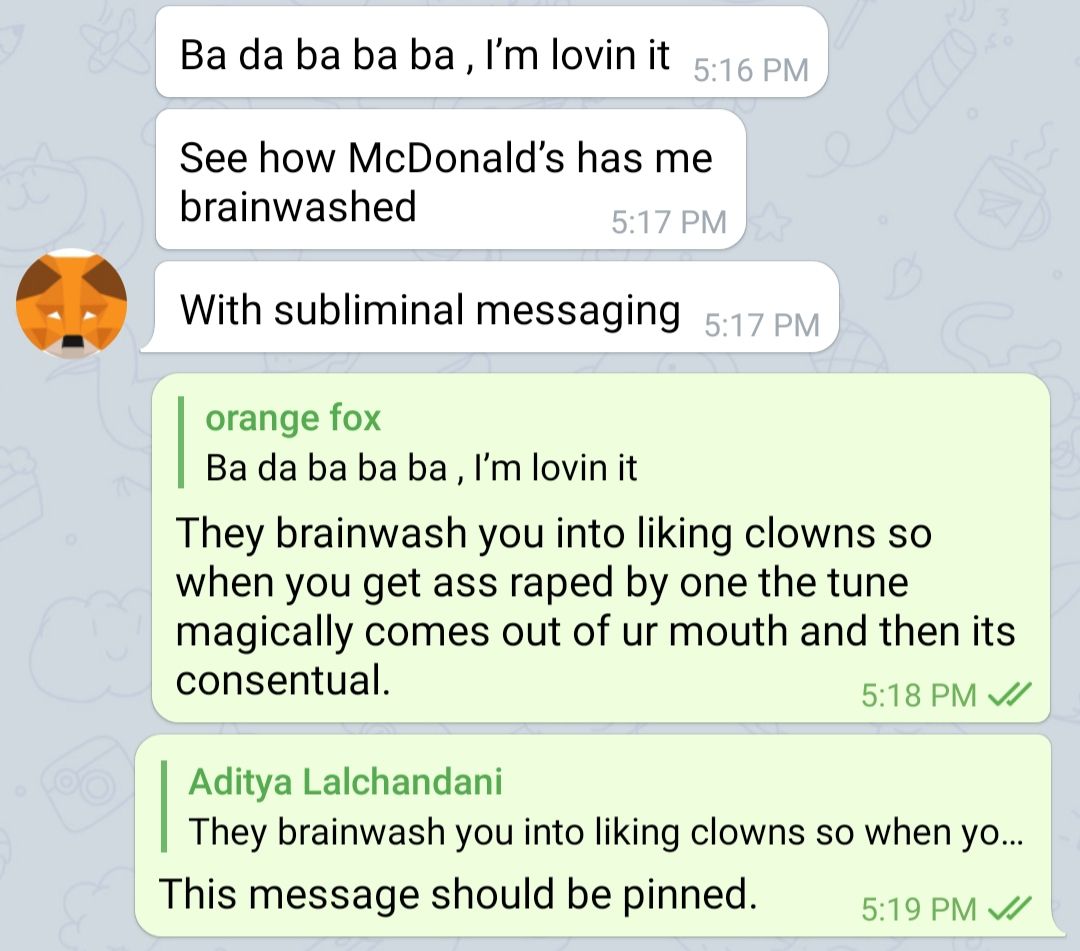 Ba da ba ba ba , I'm lovin it 5:16 PM
See how McDonald's has me
brainwashed 5:17 PM
With subliminal messaging 5:17 PM
orange fox
Ba da ba ba ba , I'm lovin it
They brainwash you into liking clowns so
when you get ass raped by one the tune
magically comes out of ur mouth and then its
consentual. 5:18 PM
Aditya Lalchandani
They brainwash you into liking clowns so when yo...
This message should be pinned. 5:19 PM